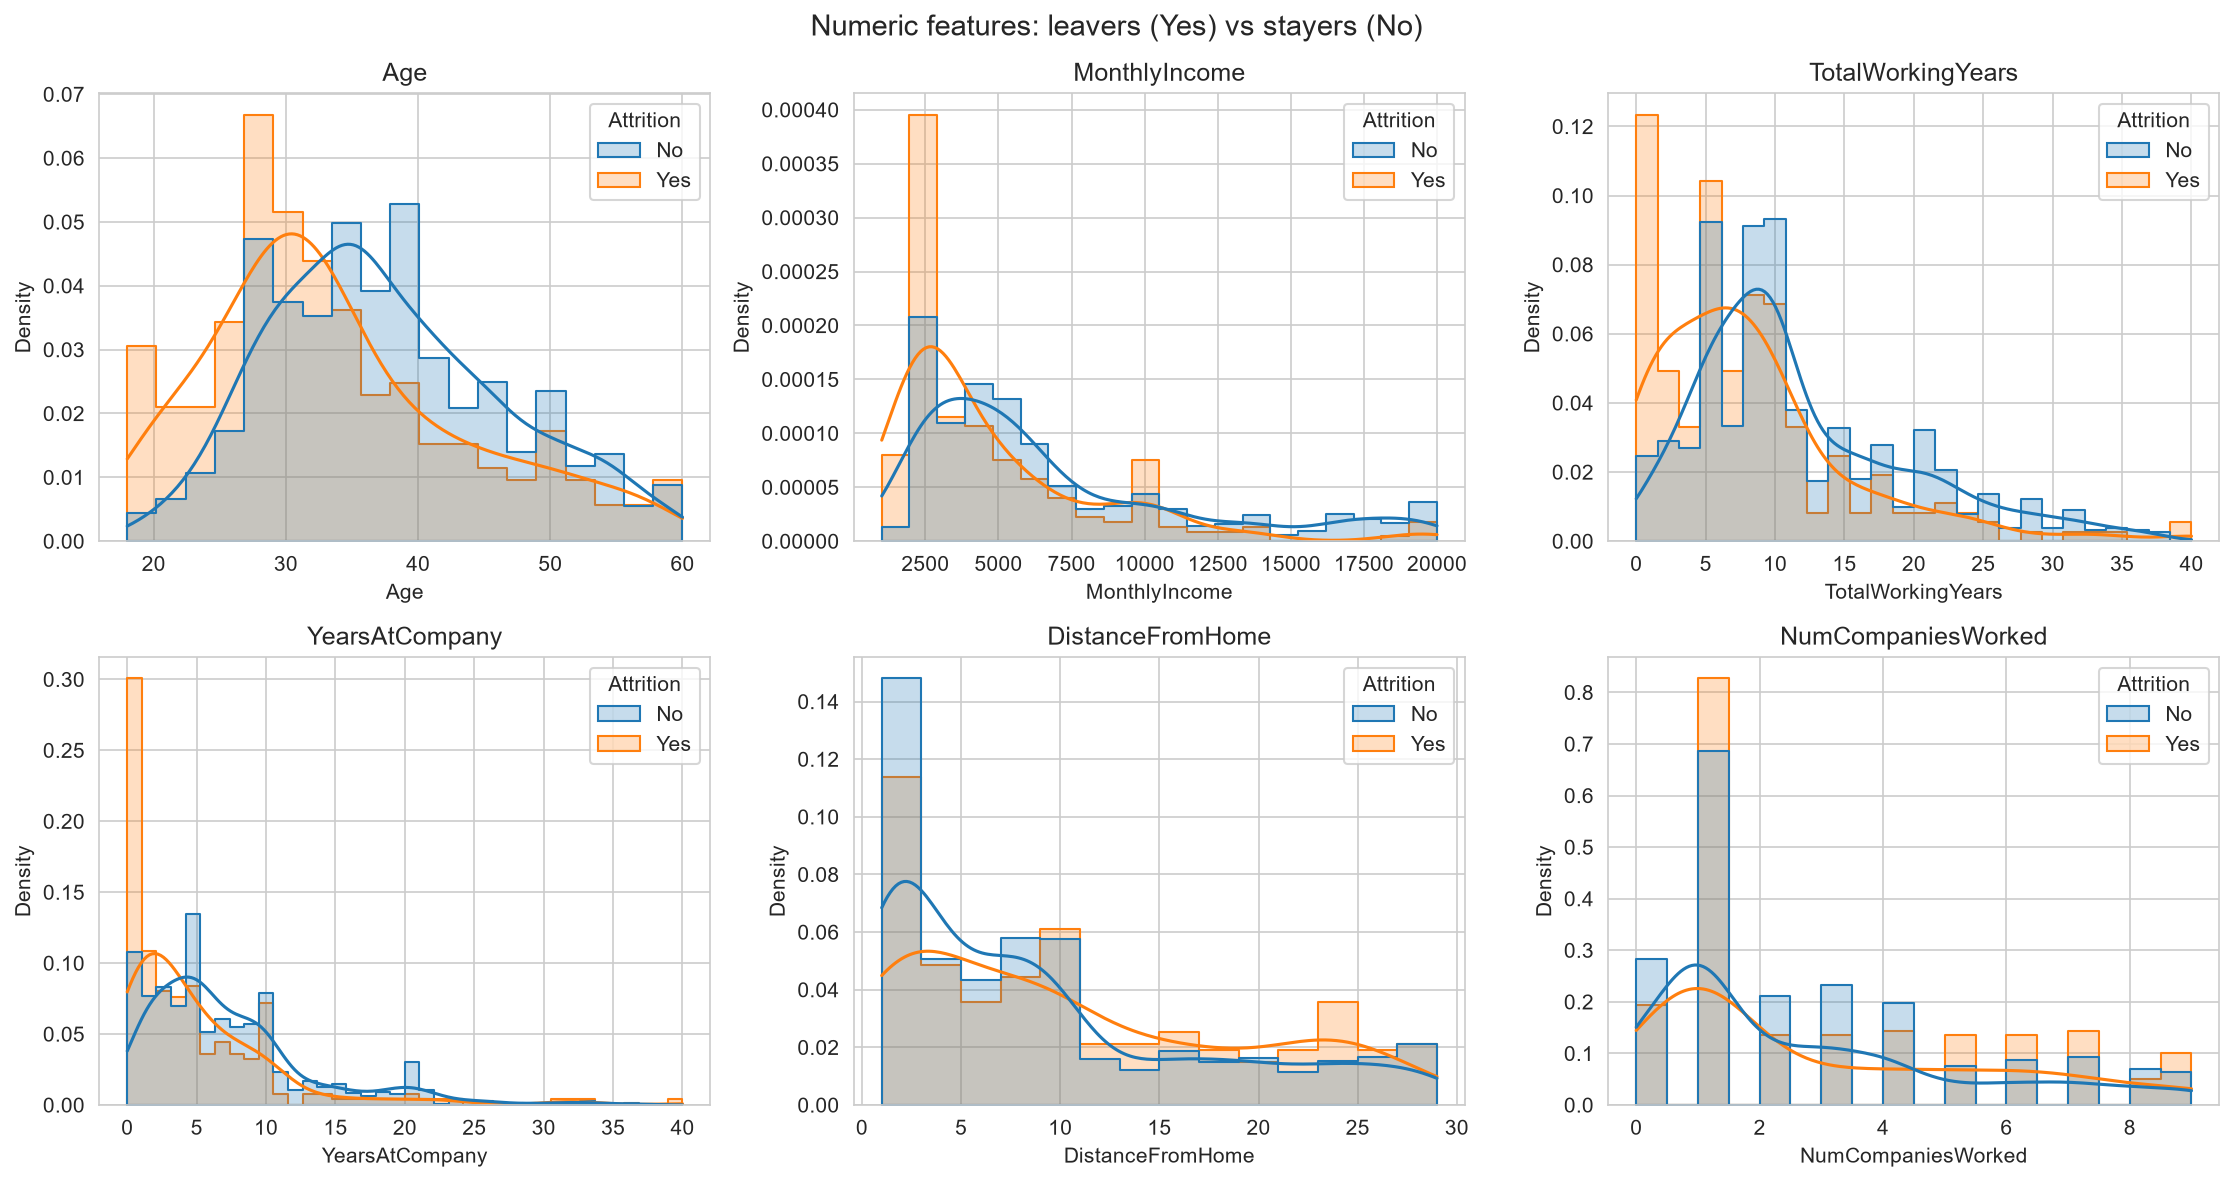 Numeric features: leavers (Yes) vs stayers (No)
Age
Density
0.07
0.06
0.05
0.04
0.03
0.02
0.01
0.00
20 30 40 50 60
Age
Attrition
No
Yes
MonthlyIncome
Density
0.00040
0.00035
0.00030
0.00025
0.00020
0.00015
0.00010
0.00005
0.00000
2500 5000 7500 10000 12500 15000 17500 20000
MonthlyIncome
Attrition
No
Yes
TotalWorkingYears
Density
0.12
0.10
0.08
0.06
0.04
0.02
0.00
0 5 10 15 20 25 30 35 40
TotalWorkingYears
Attrition
No
Yes
YearsAtCompany
Density
0.30
0.25
0.20
0.15
0.10
0.05
0.00
0 5 10 15 20 25 30 35 40
YearsAtCompany
Attrition
No
Yes
DistanceFromHome
Density
0.14
0.12
0.10
0.08
0.06
0.04
0.02
0.00
0 5 10 15 20 25 30
DistanceFromHome
Attrition
No
Yes
NumCompaniesWorked
Density
0.8
0.7
0.6
0.5
0.4
0.3
0.2
0.1
0.0
0 2 4 6 8
NumCompaniesWorked
Attrition
No
Yes